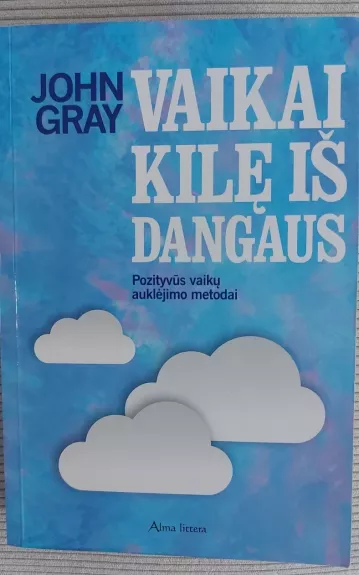 JOHN
GRAY
VAIKAI
KILĘ IŠ
DANGAUS
Pozityvūs vaikų
auklėjimo metodai
Alma littera